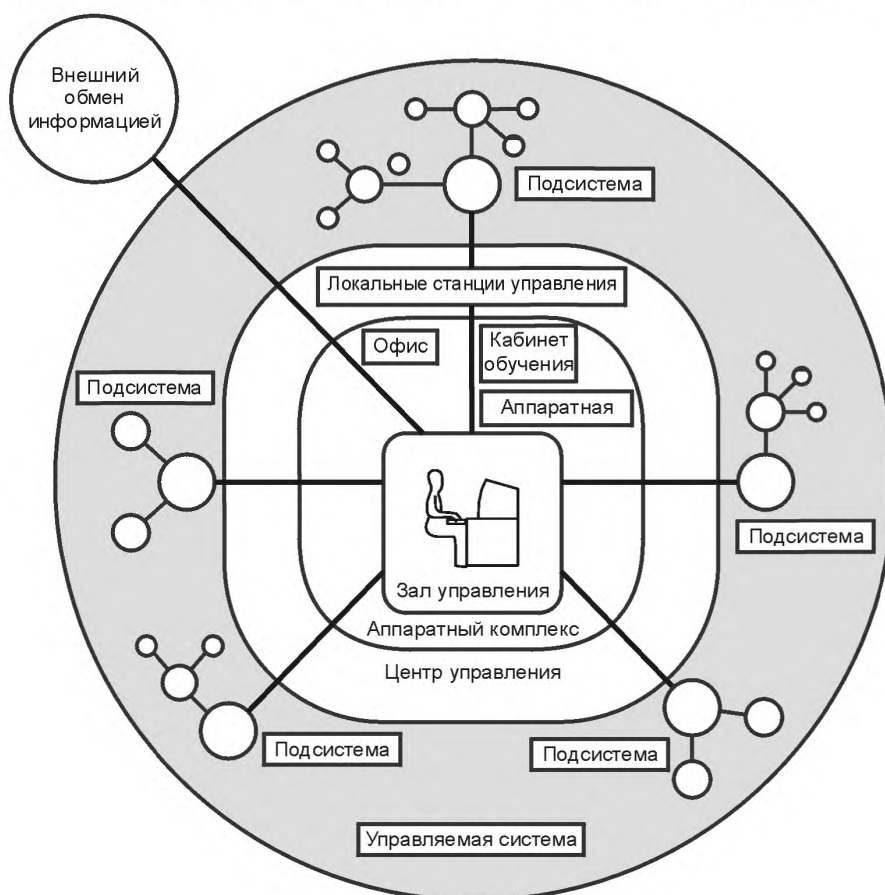 Внешний
обмен
информацией
Подсистема
Локальные станции управления
Офис
Кабинет
обучения
Подсистема
Аппаратная
Подсистема
Зал управления
Аппаратный комплекс
Центр управления
Подсистема
Подсистема
Управляемая система